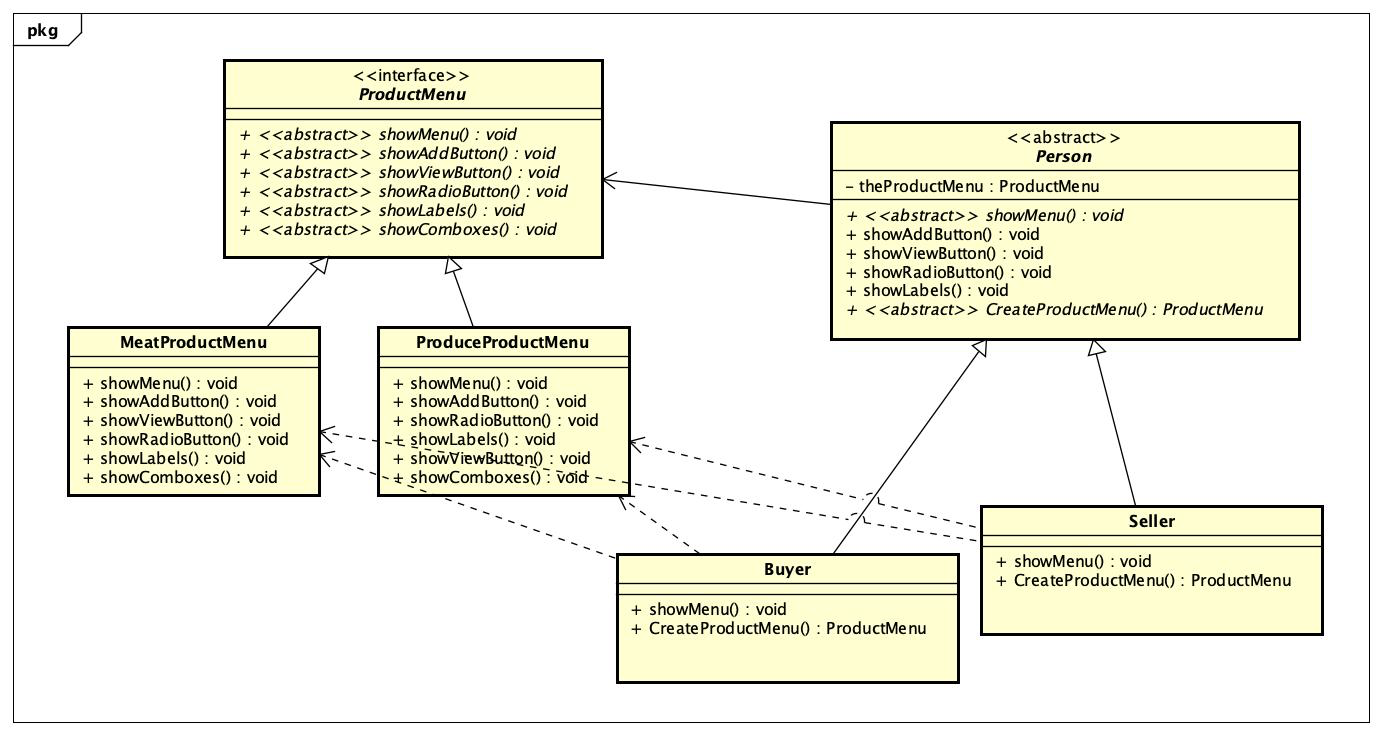 pkg
<<interface>>
ProductMenu
+ <<abstract>> showMenu() : void
+ <<abstract>> showAddButton() : void
+ <<abstract>> showViewButton() : void
+ <<abstract>> showRadioButton() : void
+ <<abstract>> showLabels() : void
+ <<abstract>> showComboxes() : void
<<abstract>>
Person
- theProductMenu : ProductMenu
+ <<abstract>> showMenu() : void
+ showAddButton() : void
+ showViewButton() : void
+ showRadioButton() : void
+ showLabels() : void
+ <<abstract>> CreateProductMenu() : ProductMenu
MeatProductMenu
+ showMenu() : void
+ showAddButton() : void
+ showViewButton() : void
+ showRadioButton() : void
+ showLabels() : void
+ showComboxes() : void
ProduceProductMenu
+ showMenu() : void
+ showAddButton() : void
+ showRadioButton() : void
+ showLabels() : void
+ showViewButton() : void
+ showComboxes() : void
Buyer
+ showMenu() : void
+ CreateProductMenu() : ProductMenu
Seller
+ showMenu() : void
+ CreateProductMenu() : ProductMenu